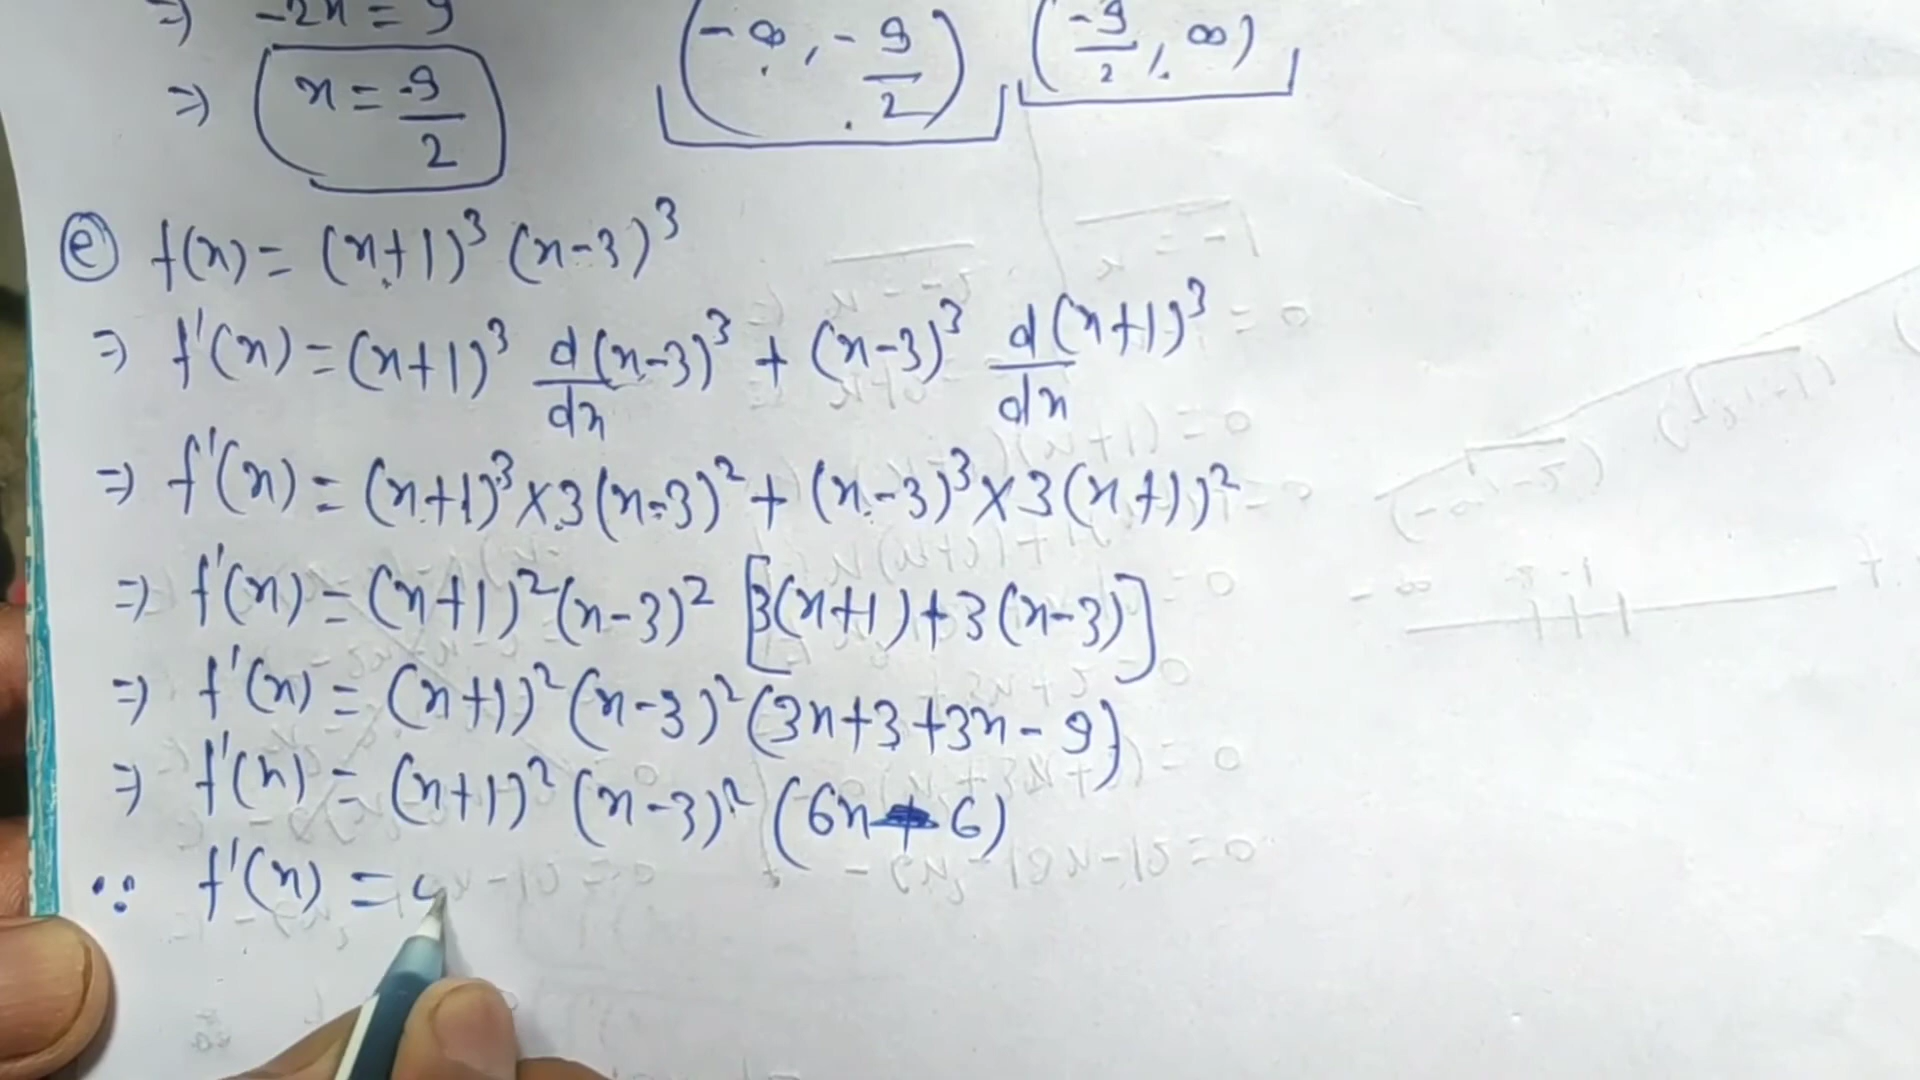 => -2x = 9
=> x = -9/2
(-∞, -9/2) (-9/2, ∞)
(e) f(x) = (x+1)³ (x-3)³
=> f'(x) = (x+1)³ d/dx (x-3)³ + (x-3)³ d/dx (x+1)³
=> f'(x) = (x+1)³ × 3(x-3)² + (x-3)³ × 3(x+1)²
=> f'(x) = (x+1)² (x-3)² [3(x+1) + 3(x-3)]
=> f'(x) = (x+1)² (x-3)² (3x+3+3x-9)
=> f'(x) = (x+1)² (x-3)² (6x-6)
∵ f'(x) =